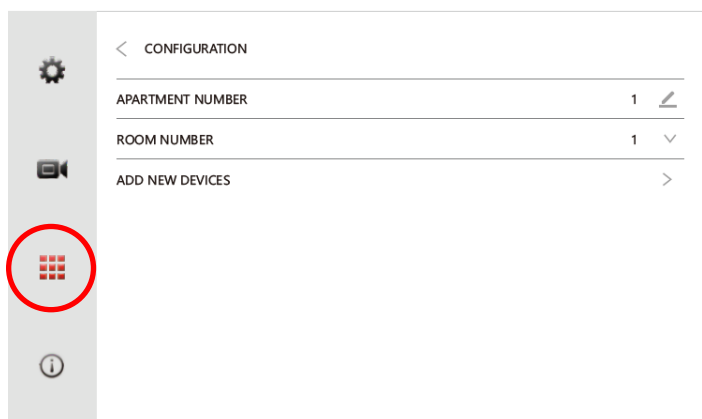 CONFIGURATION
APARTMENT NUMBER 1
ROOM NUMBER 1
ADD NEW DEVICES